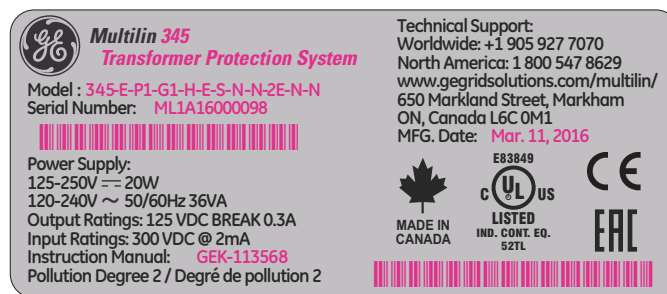 GE
Multilin 345
Transformer Protection System
Model : 345-E-P1-G1-H-E-S-N-N-2E-N-N
Serial Number: ML1A16000098
Power Supply:
125-250V ⎓ 20W
120-240V ~ 50/60Hz 36VA
Output Ratings: 125 VDC BREAK 0.3A
Input Ratings: 300 VDC @ 2mA
Instruction Manual: GEK-113568
Pollution Degree 2 / Degré de pollution 2
Technical Support:
Worldwide: +1 905 927 7070
North America: 1 800 547 8629
www.gegridsolutions.com/multilin/
650 Markland Street, Markham
ON, Canada L6C 0M1
MFG. Date: Mar. 11, 2016
MADE IN
CANADA
E83849
C UL US
LISTED
IND. CONT. EQ.
52TL
CE
EAC